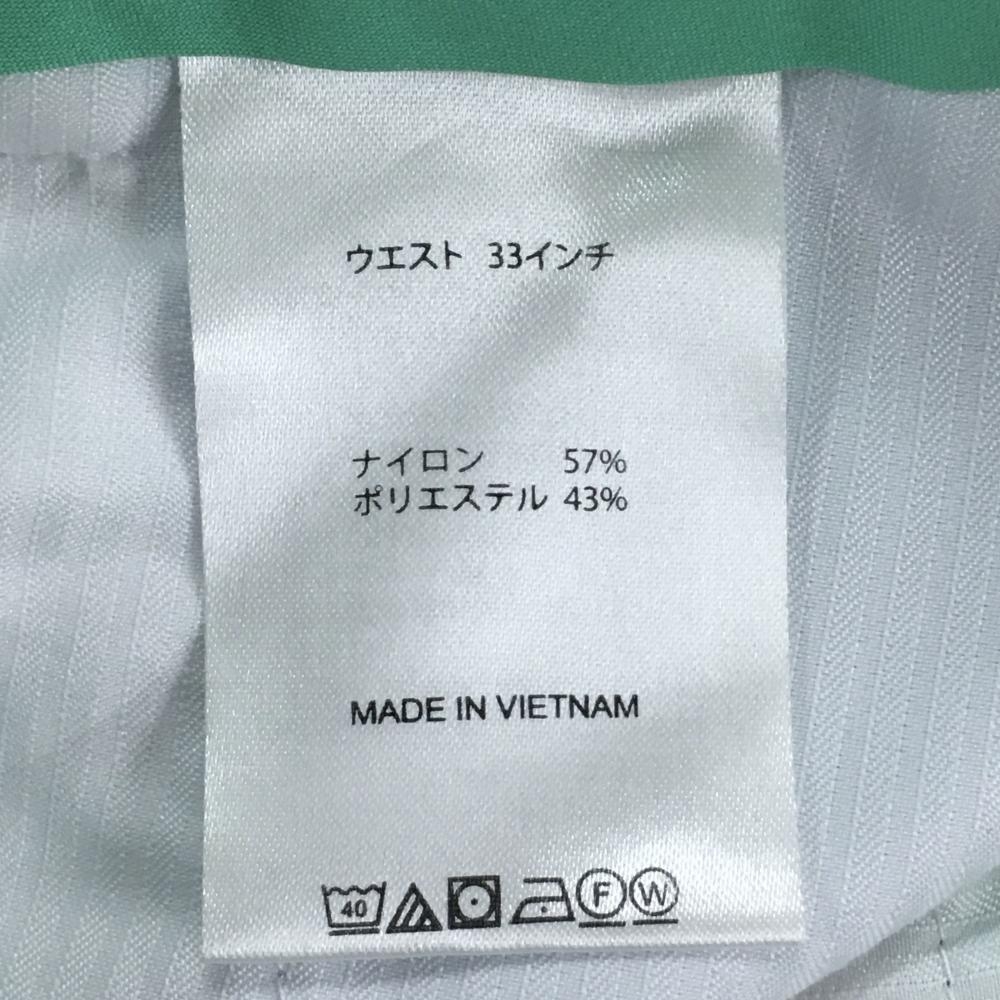 ウエスト 33インチ
ナイロン 57%
ポリエステル 43%
MADE IN VIETNAM
40 F W